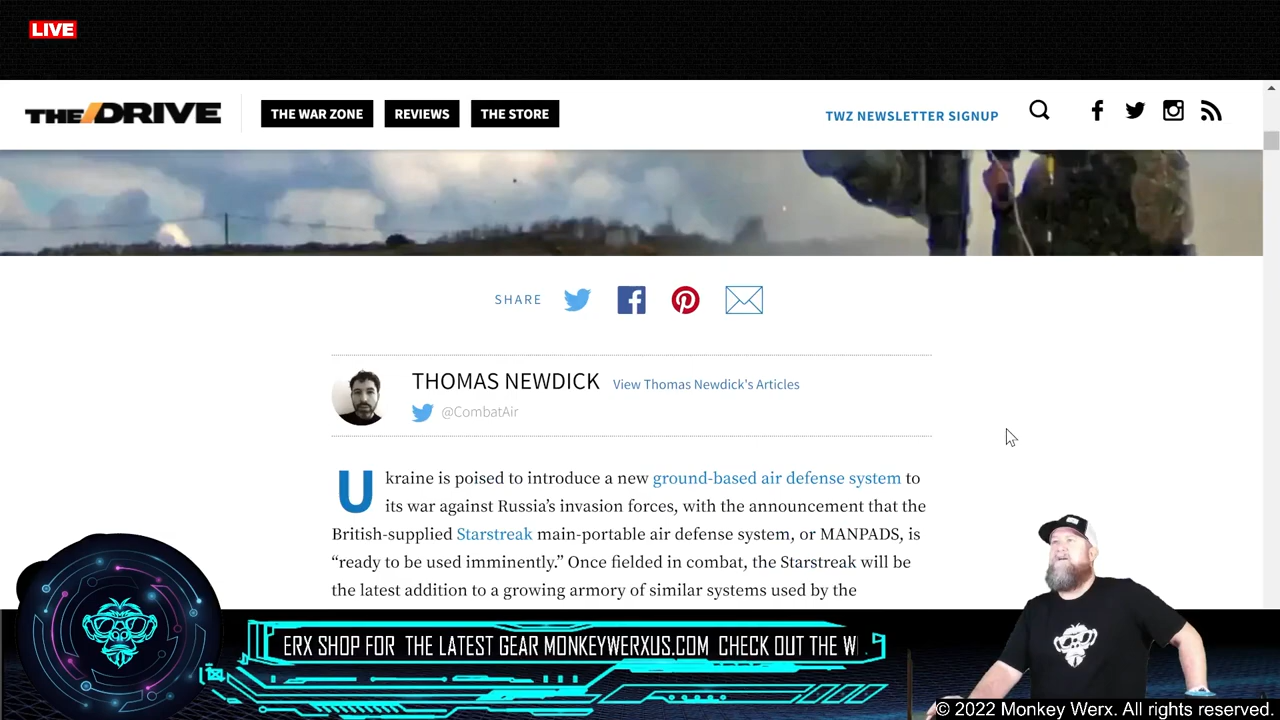 LIVE
THE/DRIVE
THE WAR ZONE
REVIEWS
THE STORE
TWZ NEWSLETTER SIGNUP
SHARE
THOMAS NEWDICK View Thomas Newdick's Articles
@CombatAir
Ukraine is poised to introduce a new ground-based air defense system to
its war against Russia’s invasion forces, with the announcement that the
British-supplied Starstreak main-portable air defense system, or MANPADS, is
“ready to be used imminently.” Once fielded in combat, the Starstreak will be
the latest addition to a growing armory of similar systems used by the
ERX SHOP FOR THE LATEST GEAR MONKEYWERXUS.COM CHECK OUT THE W
© 2022 Monkey Werx. All rights reserved.